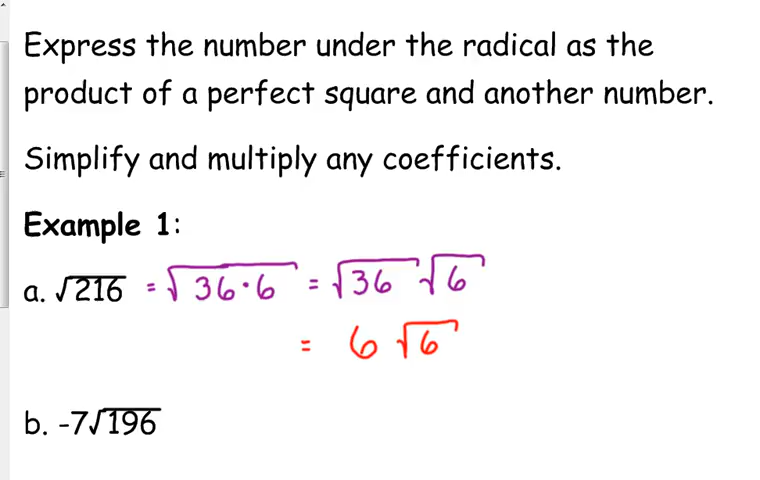 Express the number under the radical as the
product of a perfect square and another number.
Simplify and multiply any coefficients.
Example 1:
a. √216 = √36·6 = √36 √6
= 6 √6
b. -7√196